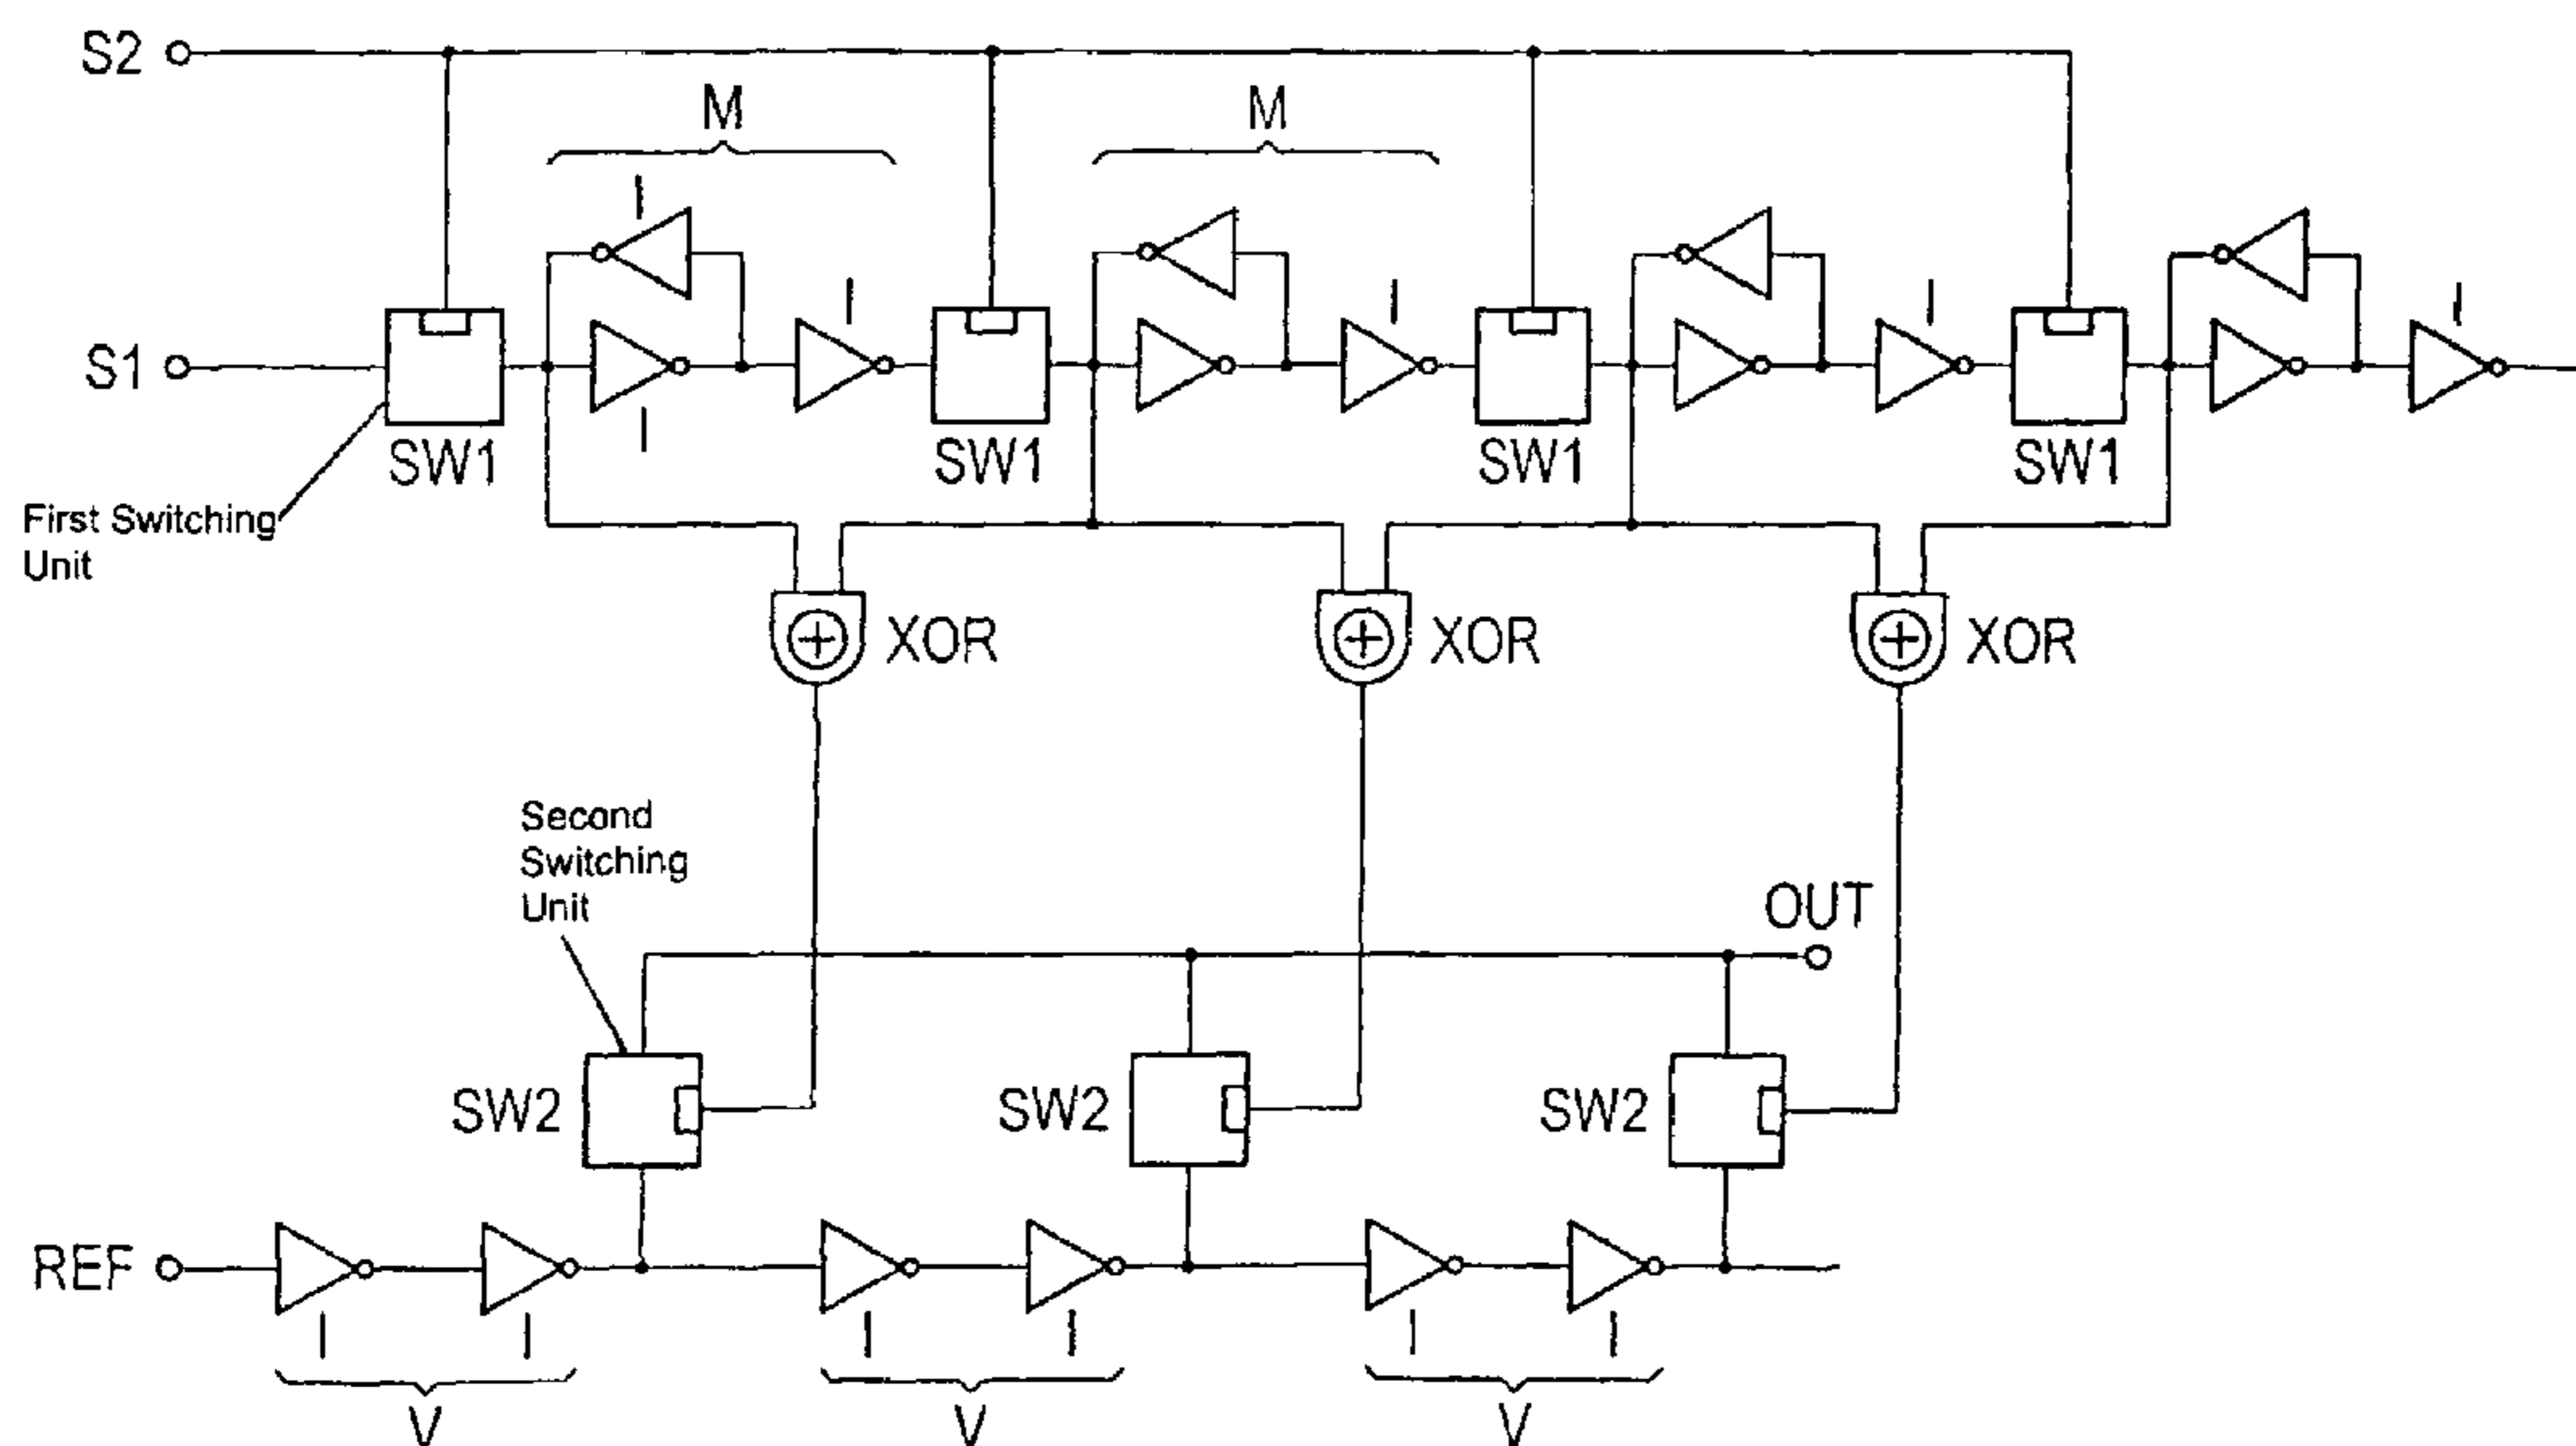 S2
M
M
I
I
I
I
I
S1
I
SW1
SW1
SW1
SW1
First Switching
Unit
XOR
XOR
XOR
Second
Switching
Unit
OUT
SW2
SW2
SW2
REF
I
I
I
I
I
I
V
V
V